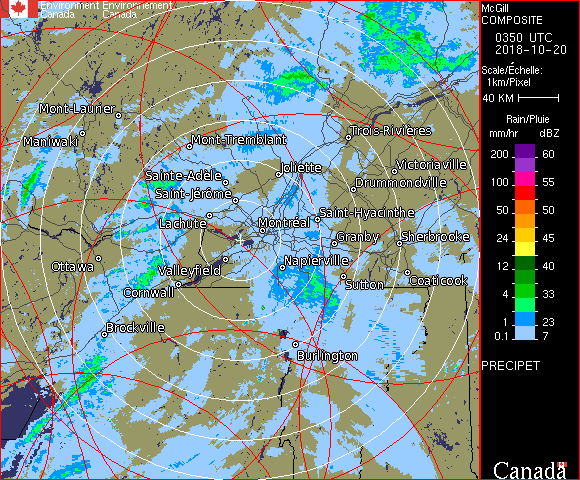 Environment Environnement
Canada Canada
McGill
COMPOSITE
0350 UTC
2018-10-20
Scale/Échelle:
1km/Pixel
40 KM
Rain/Pluie
mm/hr dBZ
200 60
100 55
50 50
24 45
12 40
4 33
1 23
0.1 7
PRECIPET
Canada
Mont-Laurier
Maniwaki
Mont-Tremblant
Trois-Rivières
Joliette
Victoriaville
Sainte-Adèle
Drummondville
Saint-Jérôme
Saint-Hyacinthe
Lachute
Montréal
Granby
Sherbrooke
Ottawa
Valleyfield
Napierville
Sutton
Coaticook
Cornwall
Brockville
Burlington